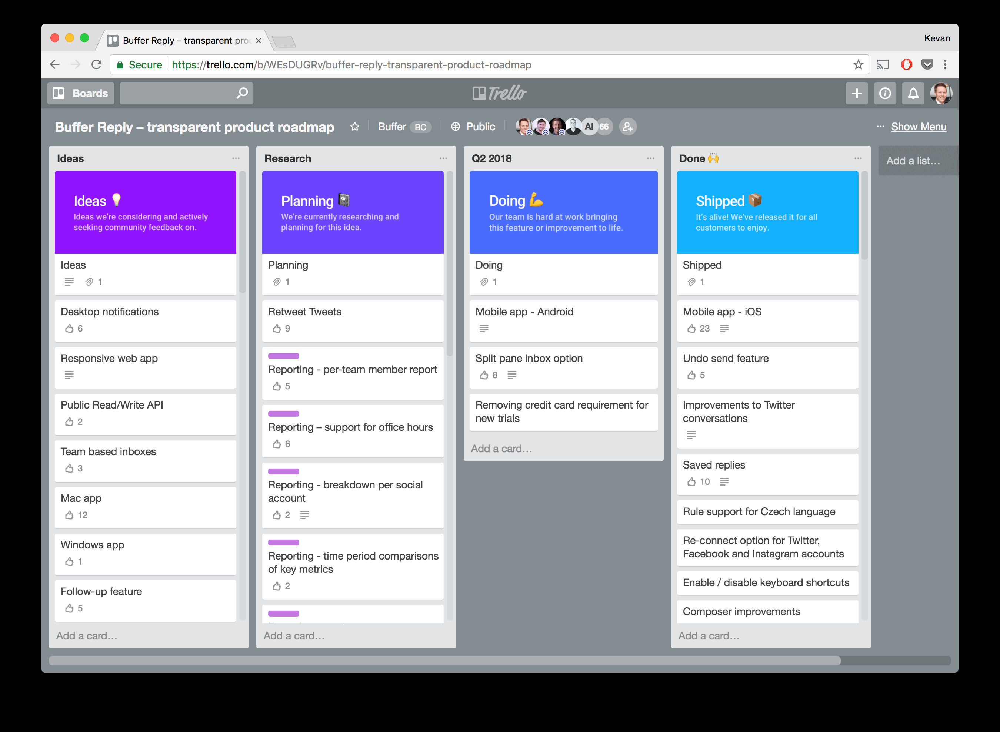 Buffer Reply – transparent
Kevan
Secure https://trello.com/b/WEsDUGRv/buffer-reply-transparent-product-roadmap
Boards
Trello
Buffer Reply – transparent product roadmap Buffer BC Public AI 66 ... Show Menu
Ideas ...
Ideas 💡
Ideas we're considering and actively
seeking community feedback on.
Ideas
1
Desktop notifications
6
Responsive web app
Public Read/Write API
2
Team based inboxes
3
Mac app
12
Windows app
1
Follow-up feature
5
Add a card...
Research ...
Planning 📓
We're currently researching and
planning for this idea.
Planning
1
Retweet Tweets
9
Reporting - per-team member report
5
Reporting – support for office hours
6
Reporting - breakdown per social
account
2
Reporting - time period comparisons
of key metrics
2
Add a card...
Q2 2018 ...
Doing 💪
Our team is hard at work bringing
this feature or improvement to life.
Doing
1
Mobile app - Android
Split pane inbox option
8
Removing credit card requirement for
new trials
Add a card...
Done 🙌 ...
Shipped 📦
It's alive! We've released it for all
customers to enjoy.
Shipped
1
Mobile app - iOS
23
Undo send feature
5
Improvements to Twitter
conversations
Saved replies
10
Rule support for Czech language
Re-connect option for Twitter,
Facebook and Instagram accounts
Enable / disable keyboard shortcuts
Composer improvements
Add a card...
Add a list...